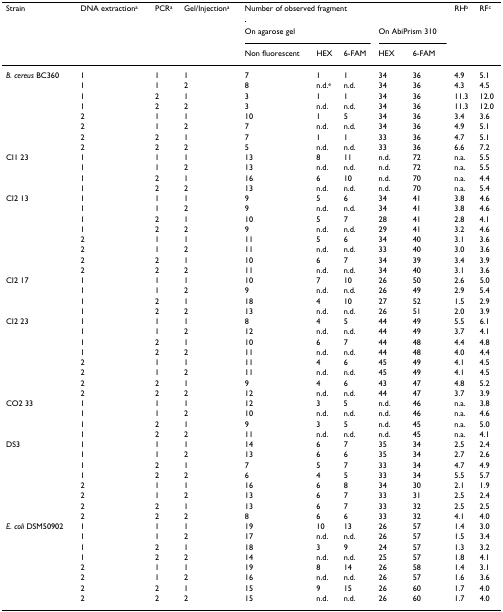 Strain DNA extractionᵃ PCRᵃ Gel/Injectionᵃ Number of observed fragment RHᵇ RFᶜ
.
On agarose gel On AbiPrism 310
Non fluorescent HEX 6-FAM HEX 6-FAM
B. cereus BC360 1 1 1 7 1 1 34 36 4.9 5.1
1 1 2 8 n.d.ᵉ n.d. 34 36 4.3 4.5
1 2 1 3 1 1 34 36 11.3 12.0
1 2 2 3 n.d. n.d. 34 36 11.3 12.0
2 1 1 10 1 5 34 36 3.4 3.6
2 1 2 7 n.d. n.d. 34 36 4.9 5.1
2 2 1 7 1 1 33 36 4.7 5.1
2 2 2 5 n.d. n.d. 33 36 6.6 7.2
CI1 23 1 1 1 13 8 11 n.d. 72 n.a. 5.5
1 1 2 13 n.d. n.d. n.d. 72 n.a. 5.5
1 2 1 16 6 10 n.d. 70 n.a. 4.4
1 2 2 13 n.d. n.d. n.d. 70 n.a. 5.4
CI2 13 1 1 1 9 5 6 34 41 3.8 4.6
1 1 2 9 n.d. n.d. 34 41 3.8 4.6
1 2 1 10 5 7 28 41 2.8 4.1
1 2 2 9 n.d. n.d. 29 41 3.2 4.6
2 1 1 11 5 6 34 40 3.1 3.6
2 1 2 11 n.d. n.d. 33 40 3.0 3.6
2 2 1 10 6 7 34 39 3.4 3.9
2 2 2 11 n.d. n.d. 34 40 3.1 3.6
CI2 17 1 1 1 10 7 10 26 50 2.6 5.0
1 1 2 9 n.d. n.d. 26 49 2.9 5.4
1 2 1 18 4 10 27 52 1.5 2.9
1 2 2 13 n.d. n.d. 26 51 2.0 3.9
CI2 23 1 1 1 8 4 5 44 49 5.5 6.1
1 1 2 12 n.d. n.d. 44 49 3.7 4.1
1 2 1 10 6 7 44 48 4.4 4.8
1 2 2 11 n.d. n.d. 44 48 4.0 4.4
2 1 1 11 4 6 45 49 4.1 4.5
2 1 2 11 n.d. n.d. 45 49 4.1 4.5
2 2 1 9 4 6 43 47 4.8 5.2
2 2 2 12 n.d. n.d. 44 47 3.7 3.9
CO2 33 1 1 1 12 3 5 n.d. 46 n.a. 3.8
1 1 2 10 n.d. n.d. n.d. 46 n.a. 4.6
1 2 1 9 3 5 n.d. 45 n.a. 5.0
1 2 2 11 n.d. n.d. n.d. 45 n.a. 4.1
DS3 1 1 1 14 6 7 35 34 2.5 2.4
1 1 2 13 6 6 35 34 2.7 2.6
1 2 1 7 5 7 33 34 4.7 4.9
1 2 2 6 4 5 33 34 5.5 5.7
2 1 1 16 6 8 34 30 2.1 1.9
2 1 2 13 6 7 33 31 2.5 2.4
2 2 1 13 6 7 33 32 2.5 2.5
2 2 2 8 6 6 33 32 4.1 4.0
E. coli DSM50902 1 1 1 19 10 13 26 57 1.4 3.0
1 1 2 17 n.d. n.d. 26 57 1.5 3.4
1 2 1 18 3 9 24 57 1.3 3.2
1 2 2 14 n.d. n.d. 25 57 1.8 4.1
2 1 1 19 8 14 26 58 1.4 3.1
2 1 2 16 n.d. n.d. 26 57 1.6 3.6
2 2 1 15 9 15 26 60 1.7 4.0
2 2 2 15 n.d. n.d. 26 60 1.7 4.0